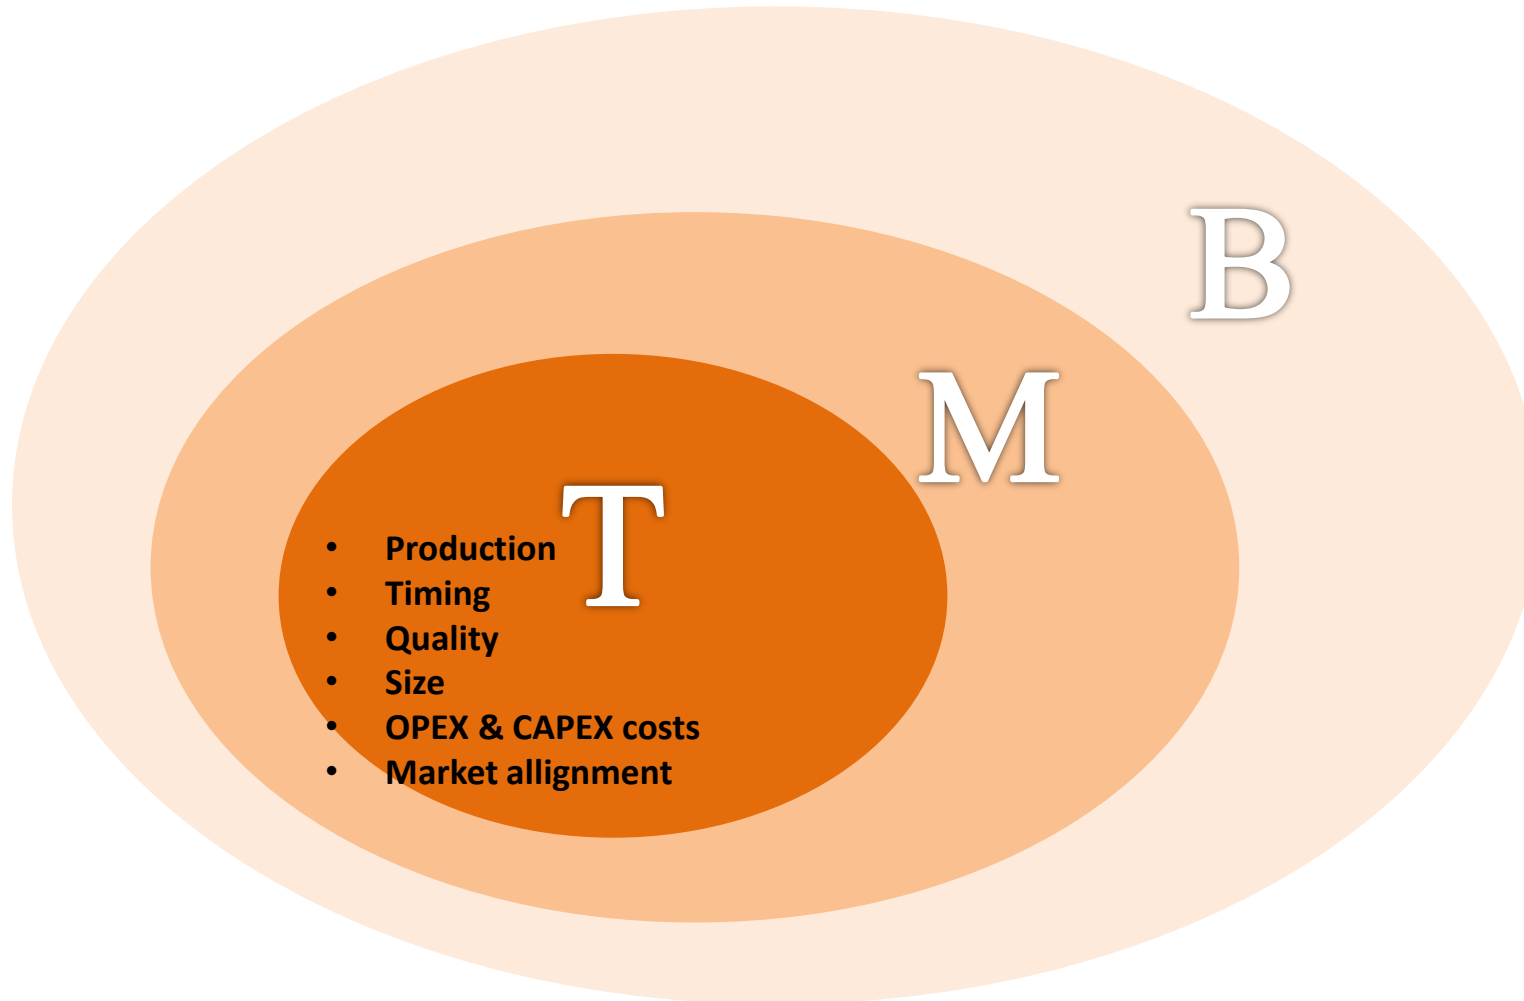 B
M
T
• Production
• Timing
• Quality
• Size
• OPEX & CAPEX costs
• Market allignment